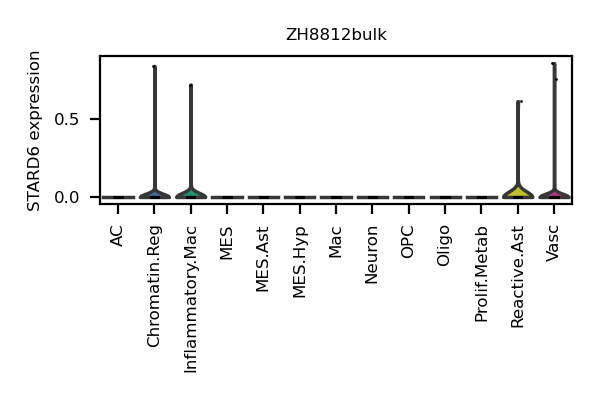 ZH8812bulk
STARD6 expression
0.5
0.0
AC
Chromatin.Reg
Inflammatory.Mac
MES
MES.Ast
MES.Hyp
Mac
Neuron
OPC
Oligo
Prolif.Metab
Reactive.Ast
Vasc